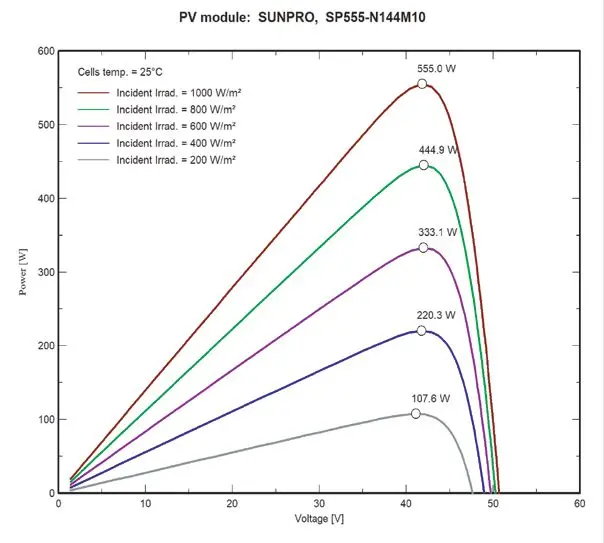 PV module: SUNPRO, SP555-N144M10
600
500
400
300
200
100
0
Power [W]
Cells temp. = 25°C
Incident Irrad. = 1000 W/m²
Incident Irrad. = 800 W/m²
Incident Irrad. = 600 W/m²
Incident Irrad. = 400 W/m²
Incident Irrad. = 200 W/m²
555.0 W
444.9 W
333.1 W
220.3 W
107.6 W
0 10 20 30 40 50 60
Voltage [V]